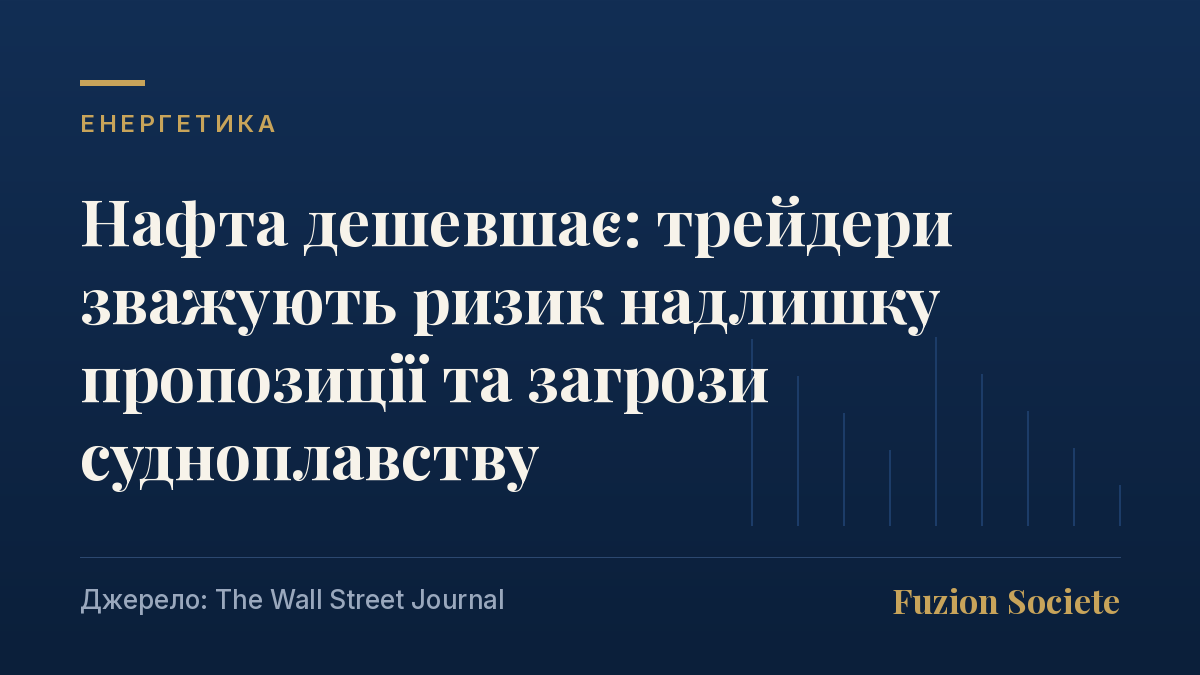 ЕНЕРГЕТИКА
Нафта дешевшає: трейдери
зважують ризик надлишку
пропозиції та загрози
судноплавству
Джерело: The Wall Street Journal
Fuzion Societe